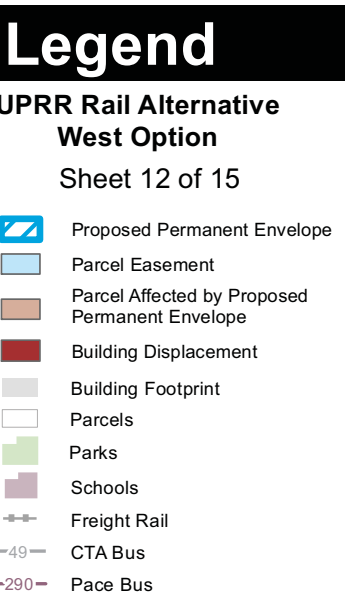 Legend
UPRR Rail Alternative
West Option
Sheet 12 of 15
Proposed Permanent Envelope
Parcel Easement
Parcel Affected by Proposed
Permanent Envelope
Building Displacement
Building Footprint
Parcels
Parks
Schools
Freight Rail
49 CTA Bus
290 Pace Bus